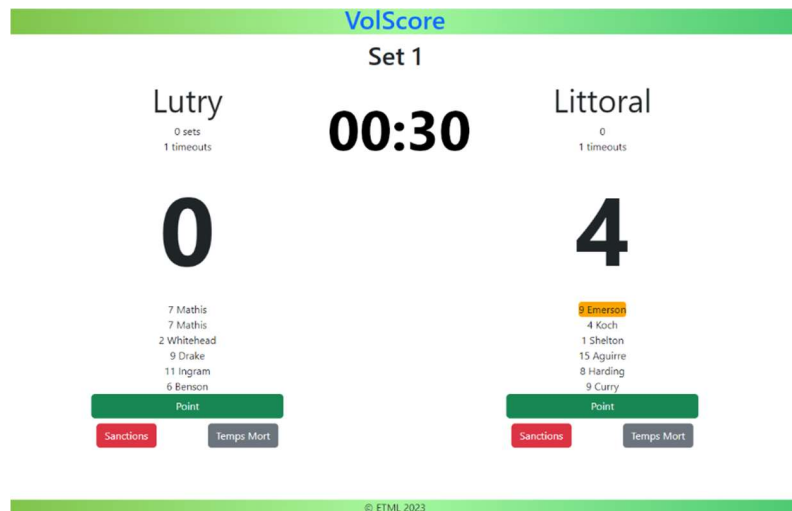 VolScore
Set 1
Lutry
0 sets
1 timeouts
00:30
Littoral
0
1 timeouts
0
4
7 Mathis
7 Mathis
2 Whitehead
9 Drake
11 Ingram
6 Benson
Point
Sanctions
Temps Mort
9 Emerson
4 Koch
1 Shelton
15 Aguirre
8 Harding
9 Curry
Point
Sanctions
Temps Mort
© ETML 2023